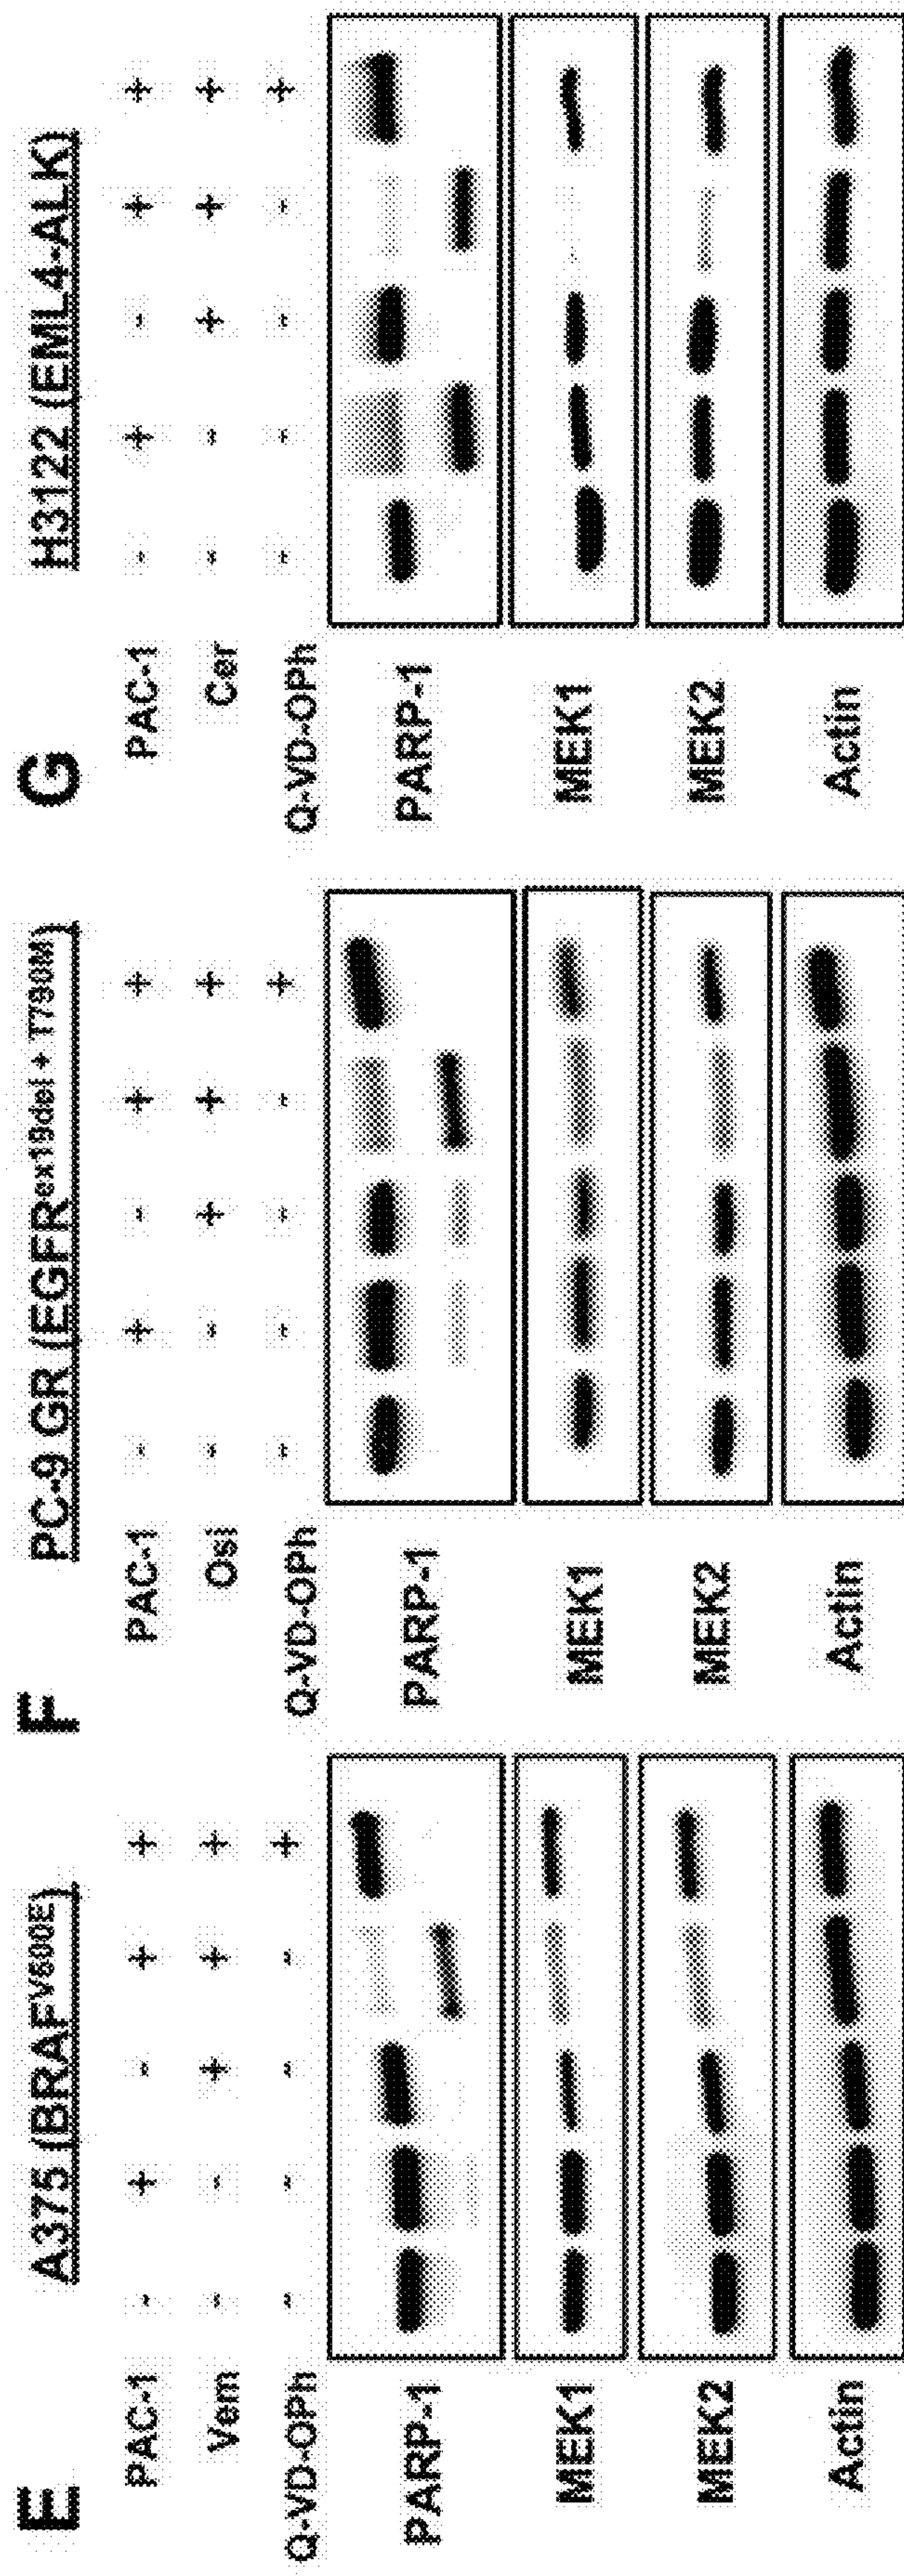 E
A375 (BRAFV600E)
PAC-1 - + - + +
Vem - - + + +
Q-VD-OPh - - - - +
PARP-1
MEK1
MEK2
Actin
F
PC-9 GR (EGFRex19del + T790M)
PAC-1 - + - + +
Osi - - + + +
Q-VD-OPh - - - - +
PARP-1
MEK1
MEK2
Actin
G
H3122 (EML4-ALK)
PAC-1 - + - + +
Cer - - + + +
Q-VD-OPh - - - - +
PARP-1
MEK1
MEK2
Actin